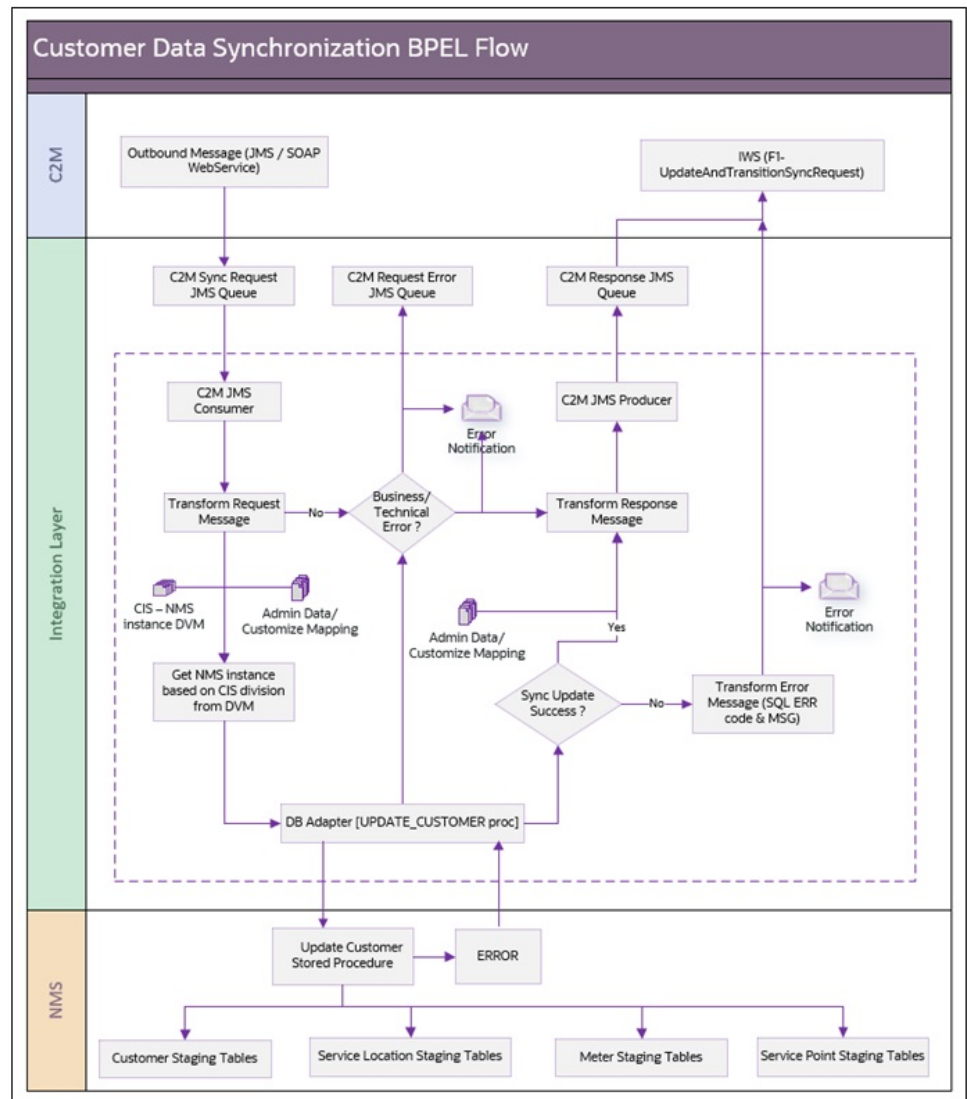 Customer Data Synchronization BPEL Flow
C2M
Outbound Message (JMS / SOAP
WebService)
IWS (F1-
UpdateAndTransitionSyncRequest)
Integration Layer
C2M Sync Request
JMS Queue
C2M Request Error
JMS Queue
C2M Response JMS
Queue
C2M JMS
Consumer
Error
Notification
C2M JMS Producer
Transform Request
Message
No
Business/
Technical
Error ?
Transform Response
Message
CIS – NMS
instance DVM
Admin Data/
Customize Mapping
Admin Data/
Customize Mapping
Yes
Error
Notification
Get NMS instance
based on CIS division
from DVM
Sync Update
Success ?
No
Transform Error
Message (SQL ERR
code & MSG)
DB Adapter [UPDATE_CUSTOMER proc]
NMS
Update Customer
Stored Procedure
ERROR
Customer Staging Tables
Service Location Staging Tables
Meter Staging Tables
Service Point Staging Tables